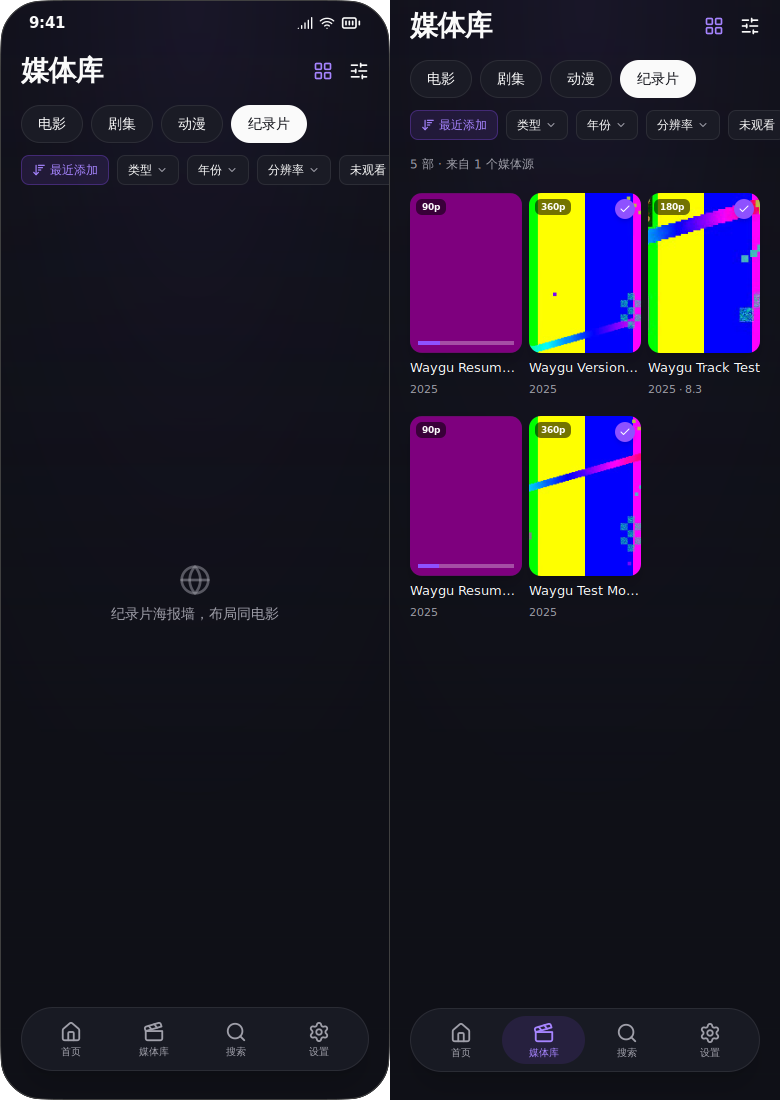 9:41
媒体库
电影 剧集 动漫 纪录片
最近添加 类型 年份 分辨率 未观看
纪录片海报墙，布局同电影
首页 媒体库 搜索 设置
媒体库
电影 剧集 动漫 纪录片
最近添加 类型 年份 分辨率 未观看
5 部 · 来自 1 个媒体源
90p 360p 180p
Waygu Resum... Waygu Version... Waygu Track Test
2025 2025 2025 · 8.3
90p 360p
Waygu Resum... Waygu Test Mo...
2025 2025
首页 媒体库 搜索 设置